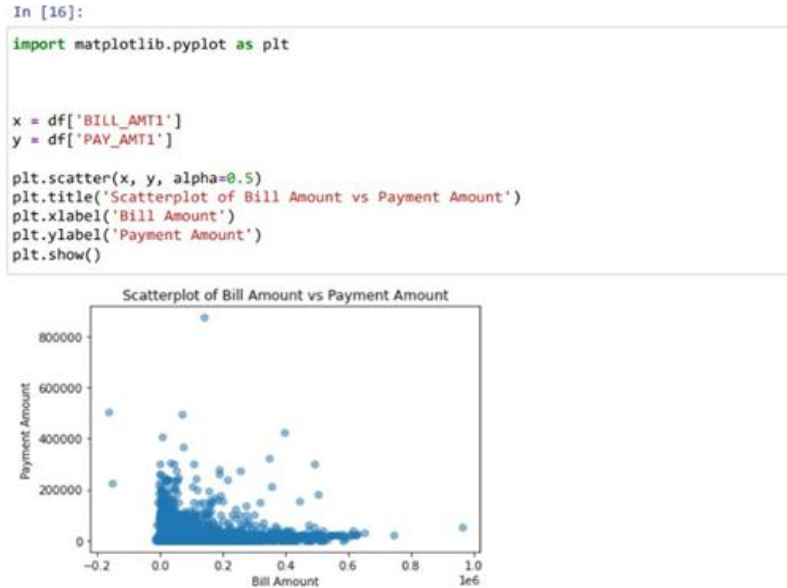 In [16]:
import matplotlib.pyplot as plt
x = df['BILL_AMT1']
y = df['PAY_AMT1']
plt.scatter(x, y, alpha=0.5)
plt.title('Scatterplot of Bill Amount vs Payment Amount')
plt.xlabel('Bill Amount')
plt.ylabel('Payment Amount')
plt.show()
Scatterplot of Bill Amount vs Payment Amount
800000
600000
400000
200000
0
Payment Amount
−0.2 0.0 0.2 0.4 0.6 0.8 1.0
Bill Amount 1e6